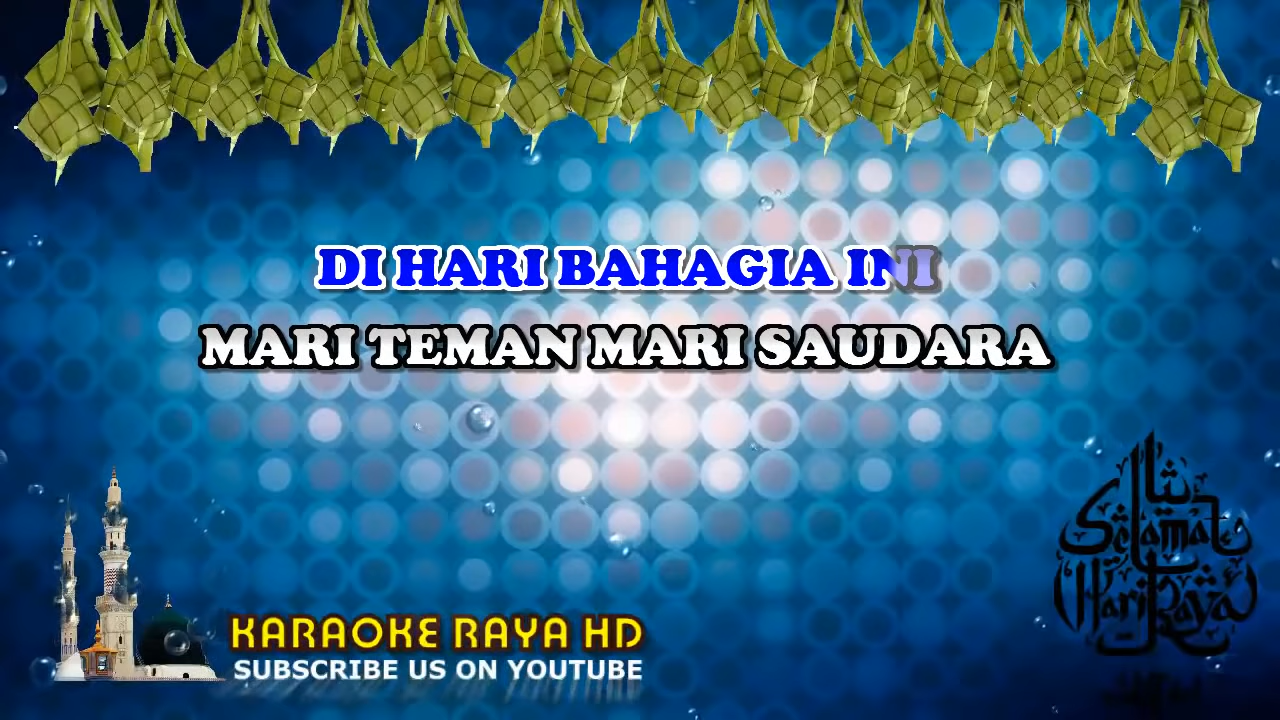 DI HARI BAHAGIA INI
MARI TEMAN MARI SAUDARA
Selamat
Hari Raya
KARAOKE RAYA HD
SUBSCRIBE US ON YOUTUBE